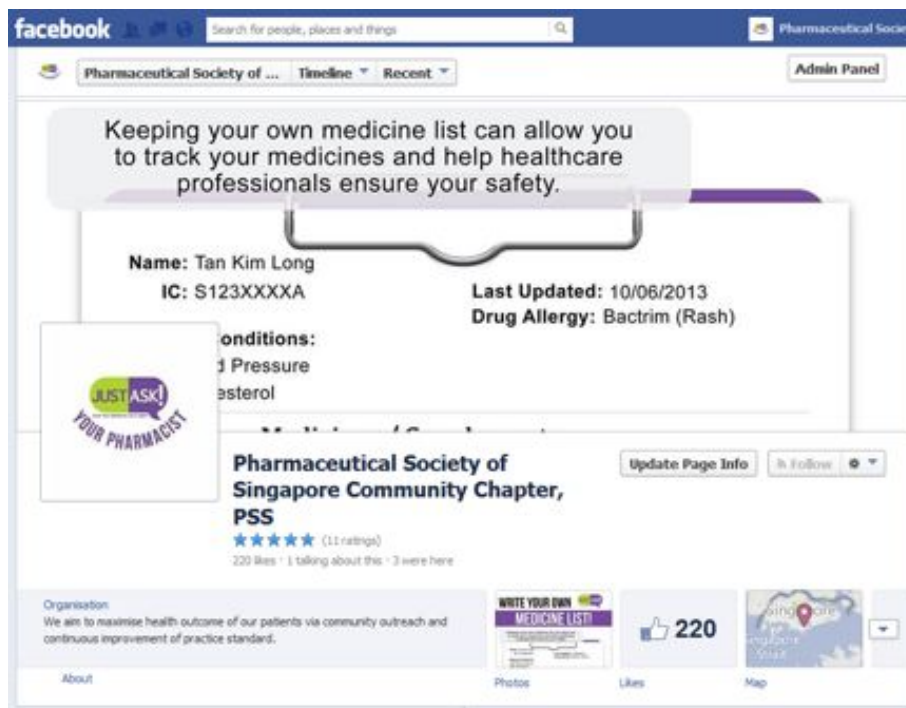 facebook
Search for people, places and things
Pharmaceutical Socie
Pharmaceutical Society of ... Timeline Recent
Admin Panel
Keeping your own medicine list can allow you
to track your medicines and help healthcare
professionals ensure your safety.
Name: Tan Kim Long
IC: S123XXXXA
Last Updated: 10/06/2013
Drug Allergy: Bactrim (Rash)
onditions:
d Pressure
esterol
JUST ASK!
YOUR PHARMACIST
Pharmaceutical Society of
Singapore Community Chapter,
PSS
(11 ratings)
220 likes · 1 talking about this · 3 were here
Update Page Info
Follow
Organisation
We aim to maximise health outcome of our patients via community outreach and
continuous improvement of practice standard.
About
WRITE YOUR OWN
MEDICINE LIST!
Photos
220
Likes
Singapore
Map